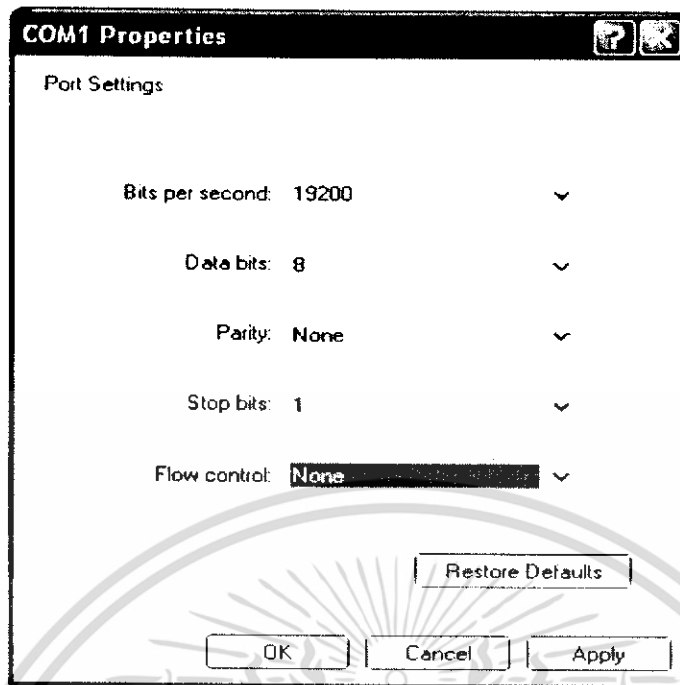 COM1 Properties
Port Settings
Bits per second: 19200
Data bits: 8
Parity: None
Stop bits: 1
Flow control: None
Restore Defaults
OK Cancel Apply